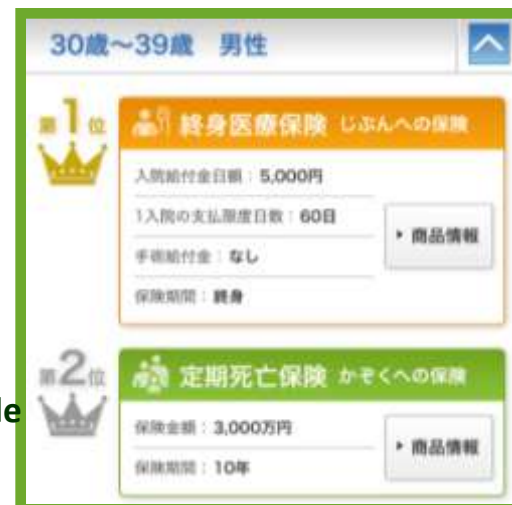 30歳～39歳 男性
第1位
終身医療保険 じぶんへの保険
入院給付金日額：5,000円
1入院の支払限度日数：60日
手術給付金：なし
保険期間：終身
▶ 商品情報
第2位
定期死亡保険 かぞくへの保険
保険金額：3,000万円
保険期間：10年
▶ 商品情報